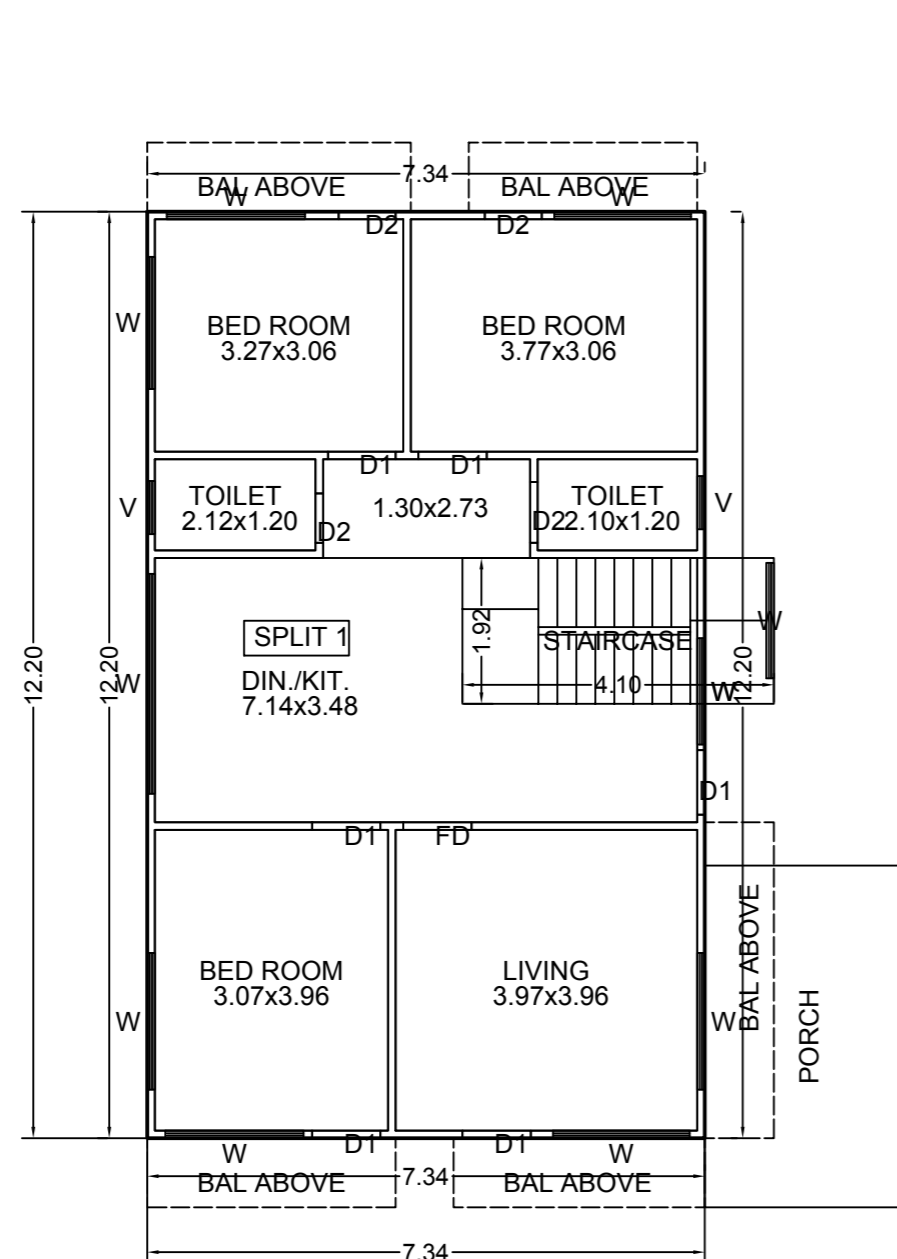 7.34
BAL ABOVE
BAL ABOVE
W
W
D2
D2
W
BED ROOM
3.27x3.06
BED ROOM
3.77x3.06
D1
D1
V
TOILET
2.12x1.20
1.30x2.73
TOILET
2.10x1.20
V
D2
D2
12.20
12.20
W
SPLIT 1
DIN./KIT.
7.14x3.48
1.92
STAIRCASE
4.10
W
W
12.20
D1
D1
FD
BED ROOM
3.07x3.96
LIVING
3.97x3.96
W
W
BAL ABOVE
PORCH
W
D1
D1
W
BAL ABOVE
7.34
BAL ABOVE
7.34